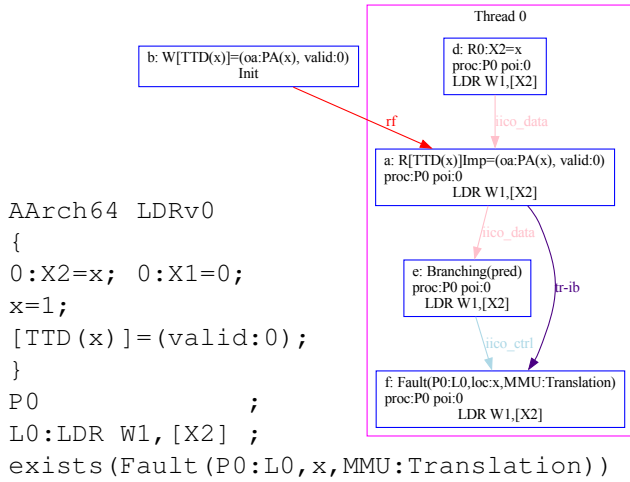 Thread 0
b: W[TTD(x)]=(oa:PA(x), valid:0)
Init
d: R0:X2=x
proc:P0 poi:0
LDR W1,[X2]
rf
iico_data
a: R[TTD(x)]Imp=(oa:PA(x), valid:0)
proc:P0 poi:0
LDR W1,[X2]
iico_data
e: Branching(pred)
proc:P0 poi:0
LDR W1,[X2]
tr-ib
iico_ctrl
f: Fault(P0:L0,loc:x,MMU:Translation)
proc:P0 poi:0
LDR W1,[X2]
AArch64 LDRv0
{
0:X2=x; 0:X1=0;
x=1;
[TTD(x)]=(valid:0);
}
P0 ;
L0:LDR W1,[X2] ;
exists(Fault(P0:L0,x,MMU:Translation))